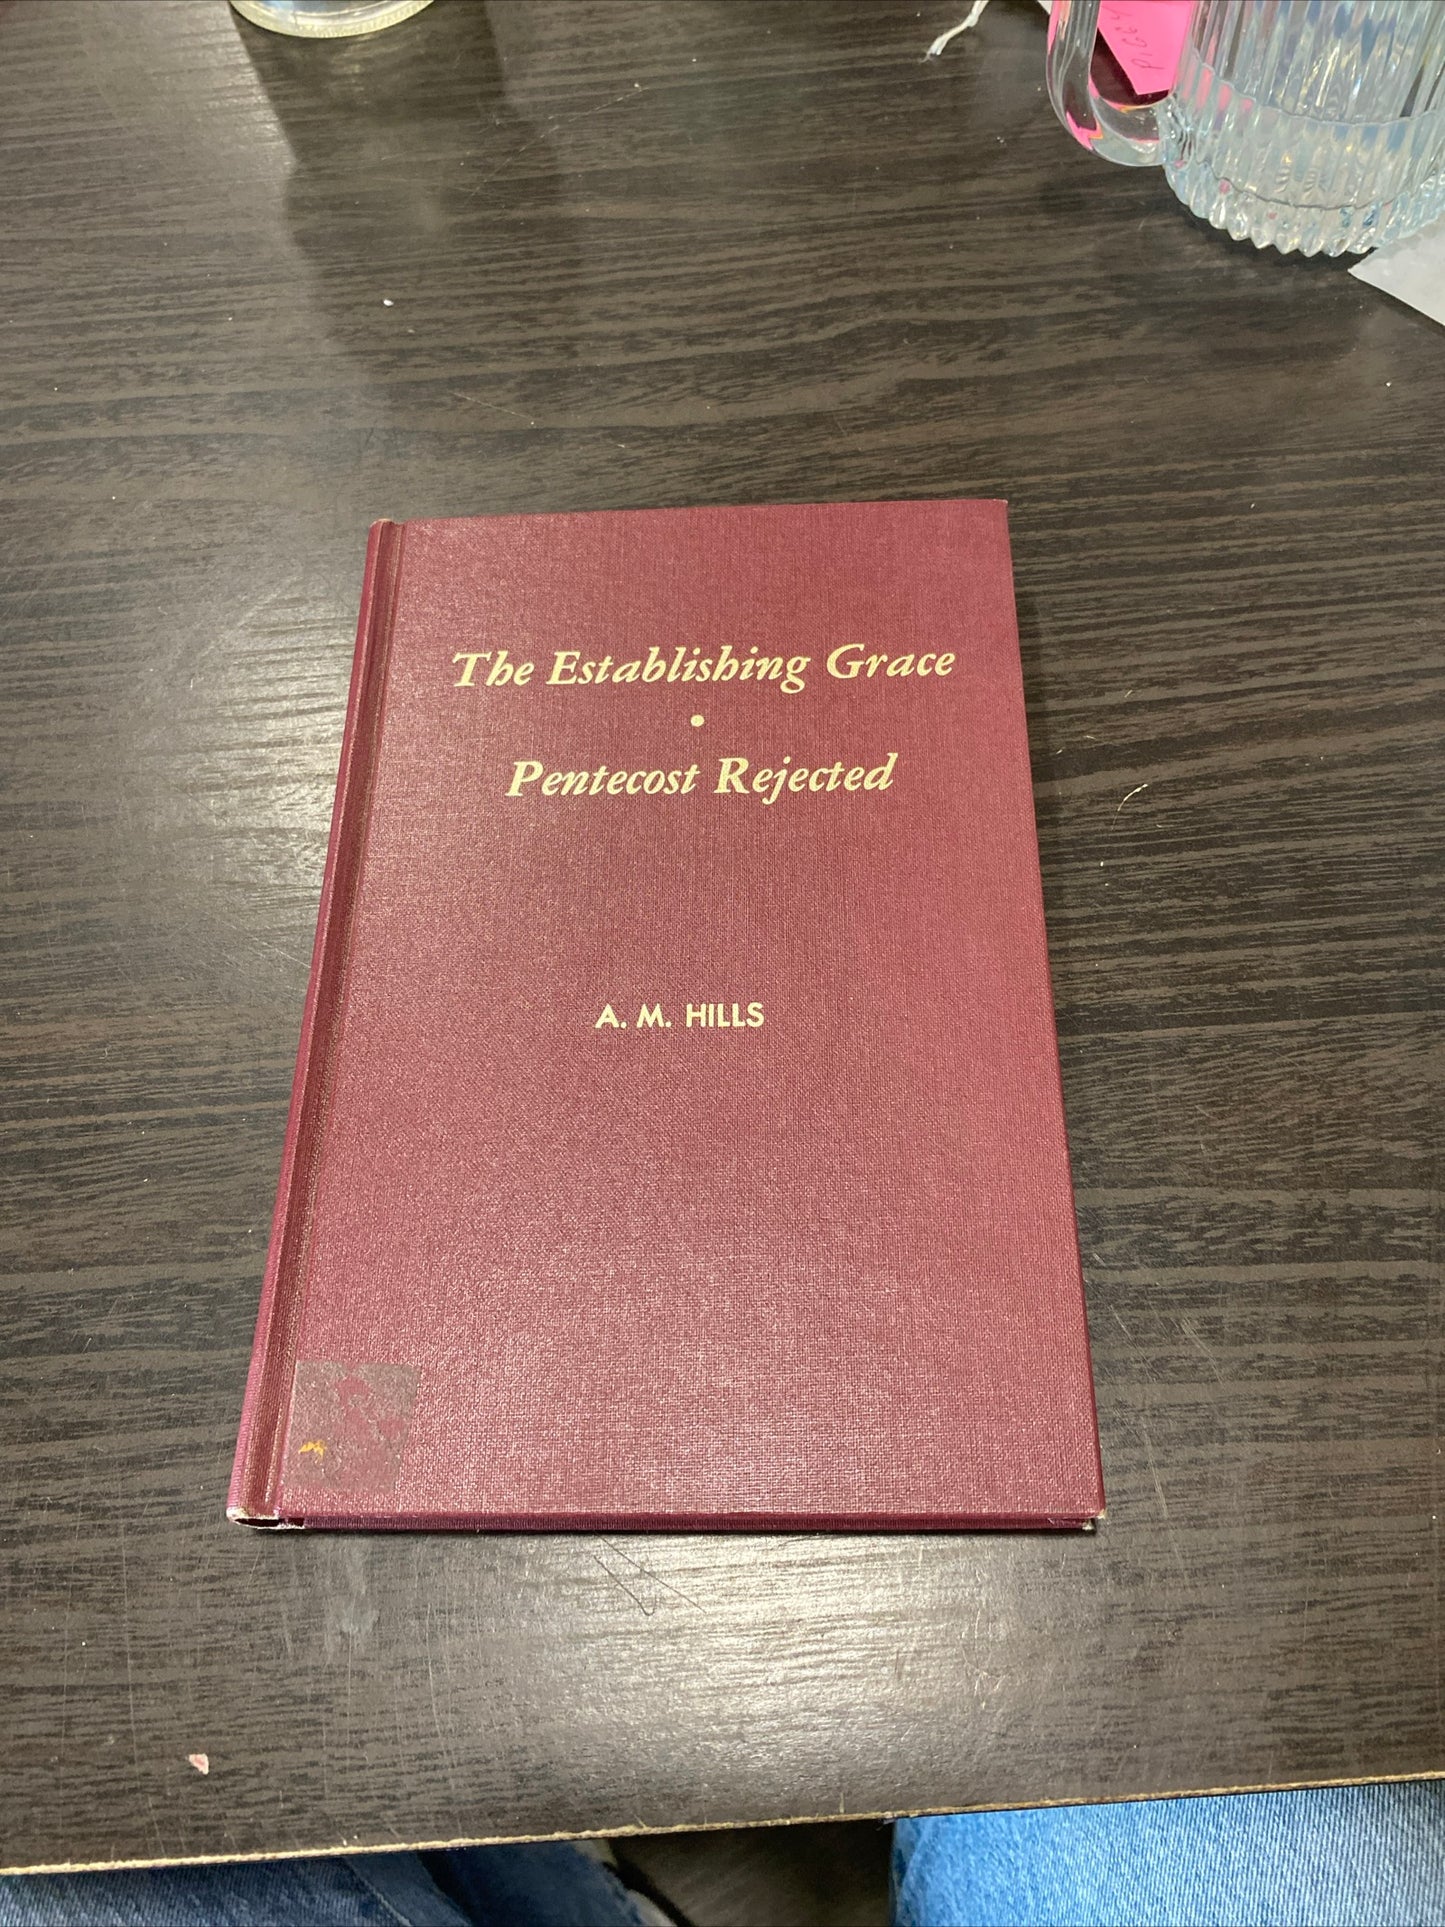 The Establishing Grace
•
Pentecost Rejected
A. M. HILLS